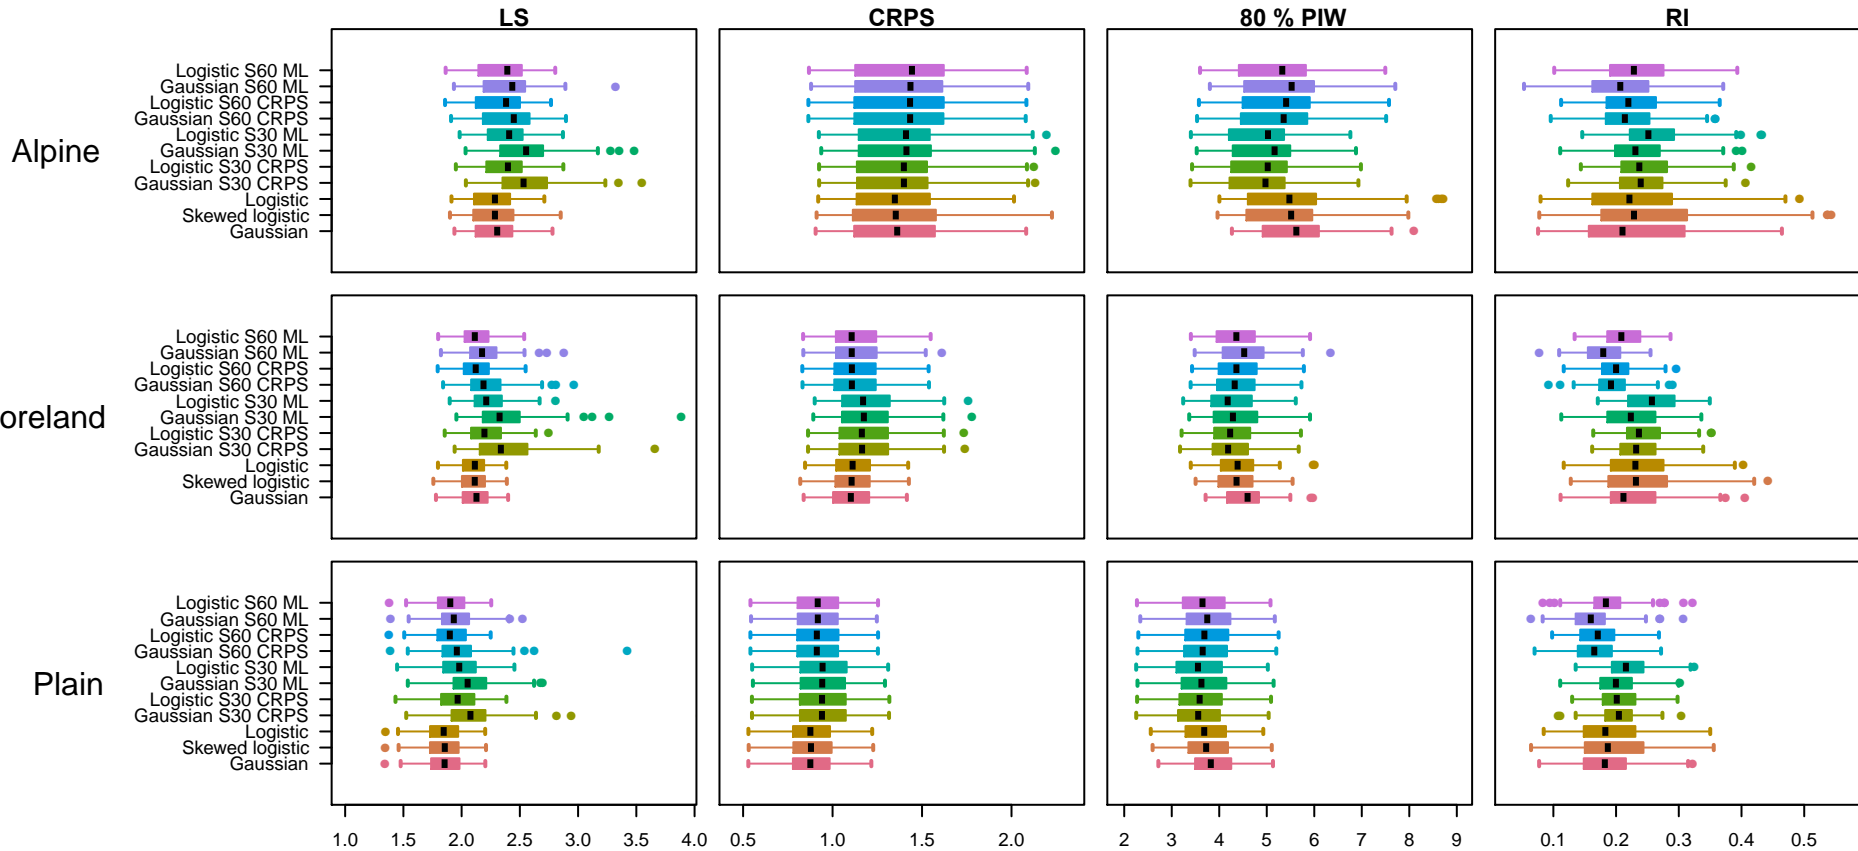 LS CRPS 80 % PIW RI
Alpine
Logistic S60 ML
Gaussian S60 ML
Logistic S60 CRPS
Gaussian S60 CRPS
Logistic S30 ML
Gaussian S30 ML
Logistic S30 CRPS
Gaussian S30 CRPS
Logistic
Skewed logistic
Gaussian
oreland
Logistic S60 ML
Gaussian S60 ML
Logistic S60 CRPS
Gaussian S60 CRPS
Logistic S30 ML
Gaussian S30 ML
Logistic S30 CRPS
Gaussian S30 CRPS
Logistic
Skewed logistic
Gaussian
Plain
Logistic S60 ML
Gaussian S60 ML
Logistic S60 CRPS
Gaussian S60 CRPS
Logistic S30 ML
Gaussian S30 ML
Logistic S30 CRPS
Gaussian S30 CRPS
Logistic
Skewed logistic
Gaussian
1.0 1.5 2.0 2.5 3.0 3.5 4.0 0.5 1.0 1.5 2.0 2 3 4 5 6 7 8 9 0.1 0.2 0.3 0.4 0.5